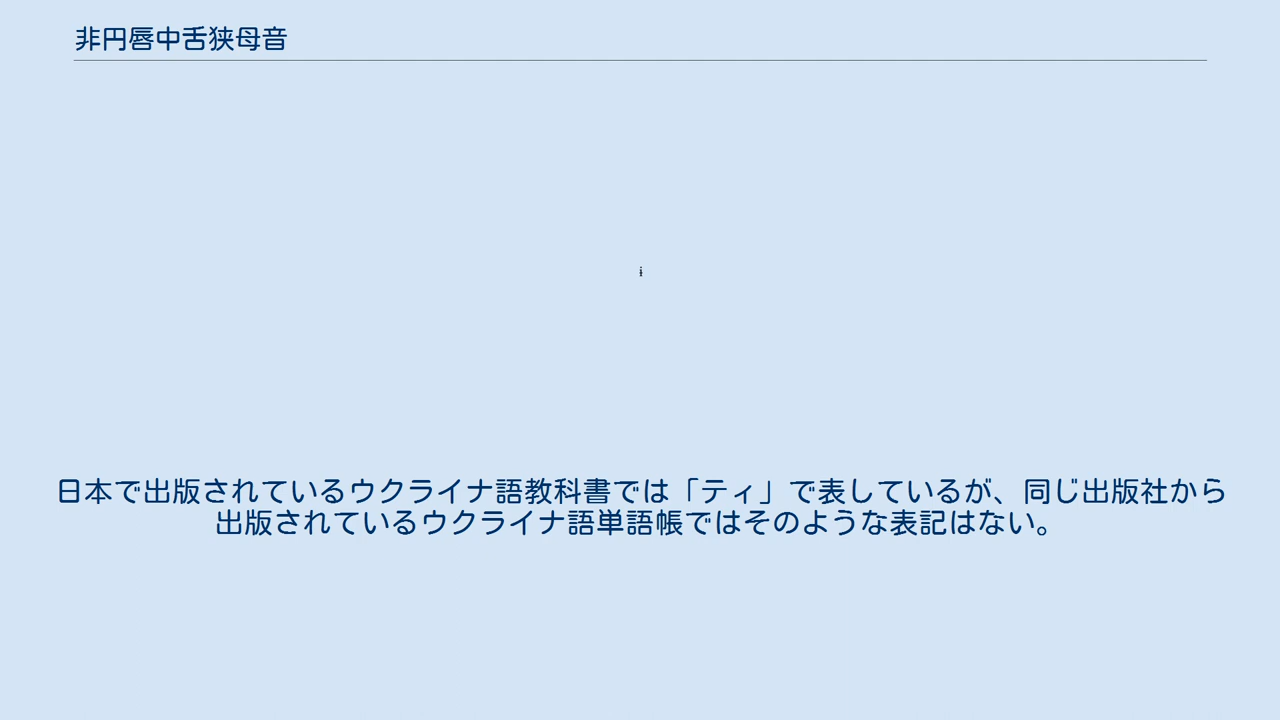 非円唇中舌狭母音
ɨ
日本で出版されているウクライナ語教科書では「ティ」で表しているが、同じ出版社から
出版されているウクライナ語単語帳ではそのような表記はない。